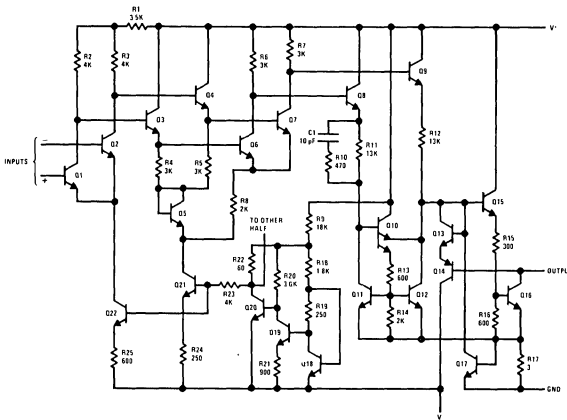 R1
3.5K
V+
R2
4K
R3
4K
R6
3K
R7
3K
Q9
Q4
Q8
Q3
Q7
C1
10 pF
R11
13K
R12
13K
R10
470
−
INPUTS
+
Q2
Q1
R4
3K
R5
3K
Q6
Q5
R8
2K
TO OTHER
HALF
R9
18K
Q10
Q13
Q15
R15
300
Q14
OUTPUT
R22
60
R20
R18
1.8K
R13
600
Q21
R23
4K
Q20
R19
250
Q11
R14
2K
Q12
R16
600
Q16
Q22
Q19
R25
600
R24
250
R21
900
Q18
Q17
R17
3
GND
V